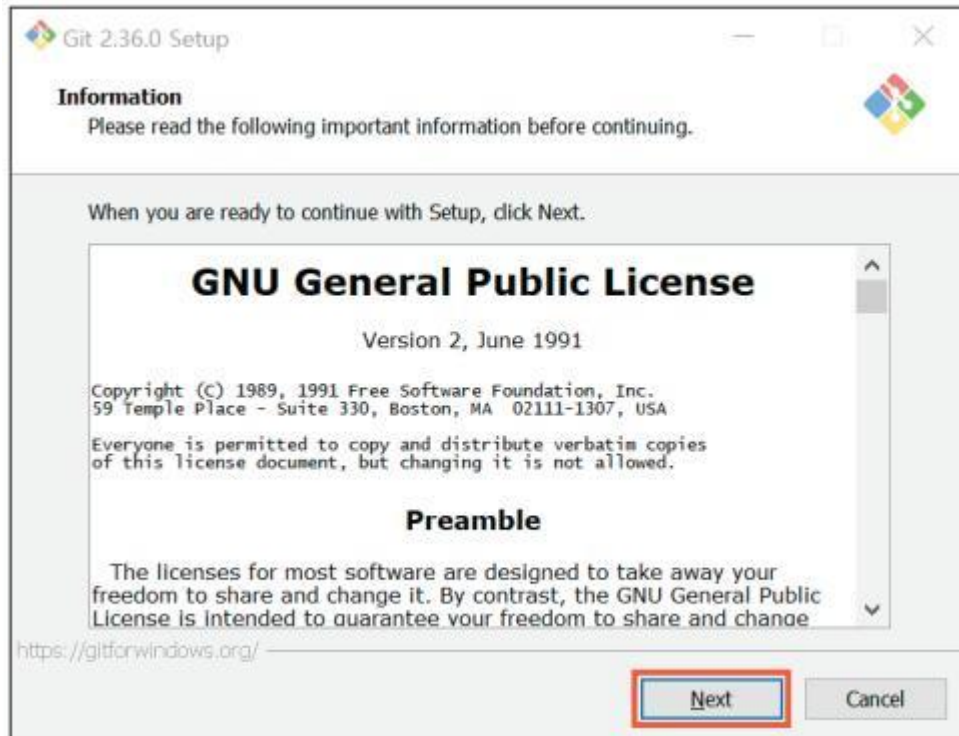 Git 2.36.0 Setup
Information
Please read the following important information before continuing.
When you are ready to continue with Setup, click Next.
GNU General Public License
Version 2, June 1991
Copyright (C) 1989, 1991 Free Software Foundation, Inc.
59 Temple Place - Suite 330, Boston, MA  02111-1307, USA
Everyone is permitted to copy and distribute verbatim copies
of this license document, but changing it is not allowed.
Preamble
The licenses for most software are designed to take away your
freedom to share and change it. By contrast, the GNU General Public
License is intended to guarantee your freedom to share and change
https://gitforwindows.org/
Next
Cancel